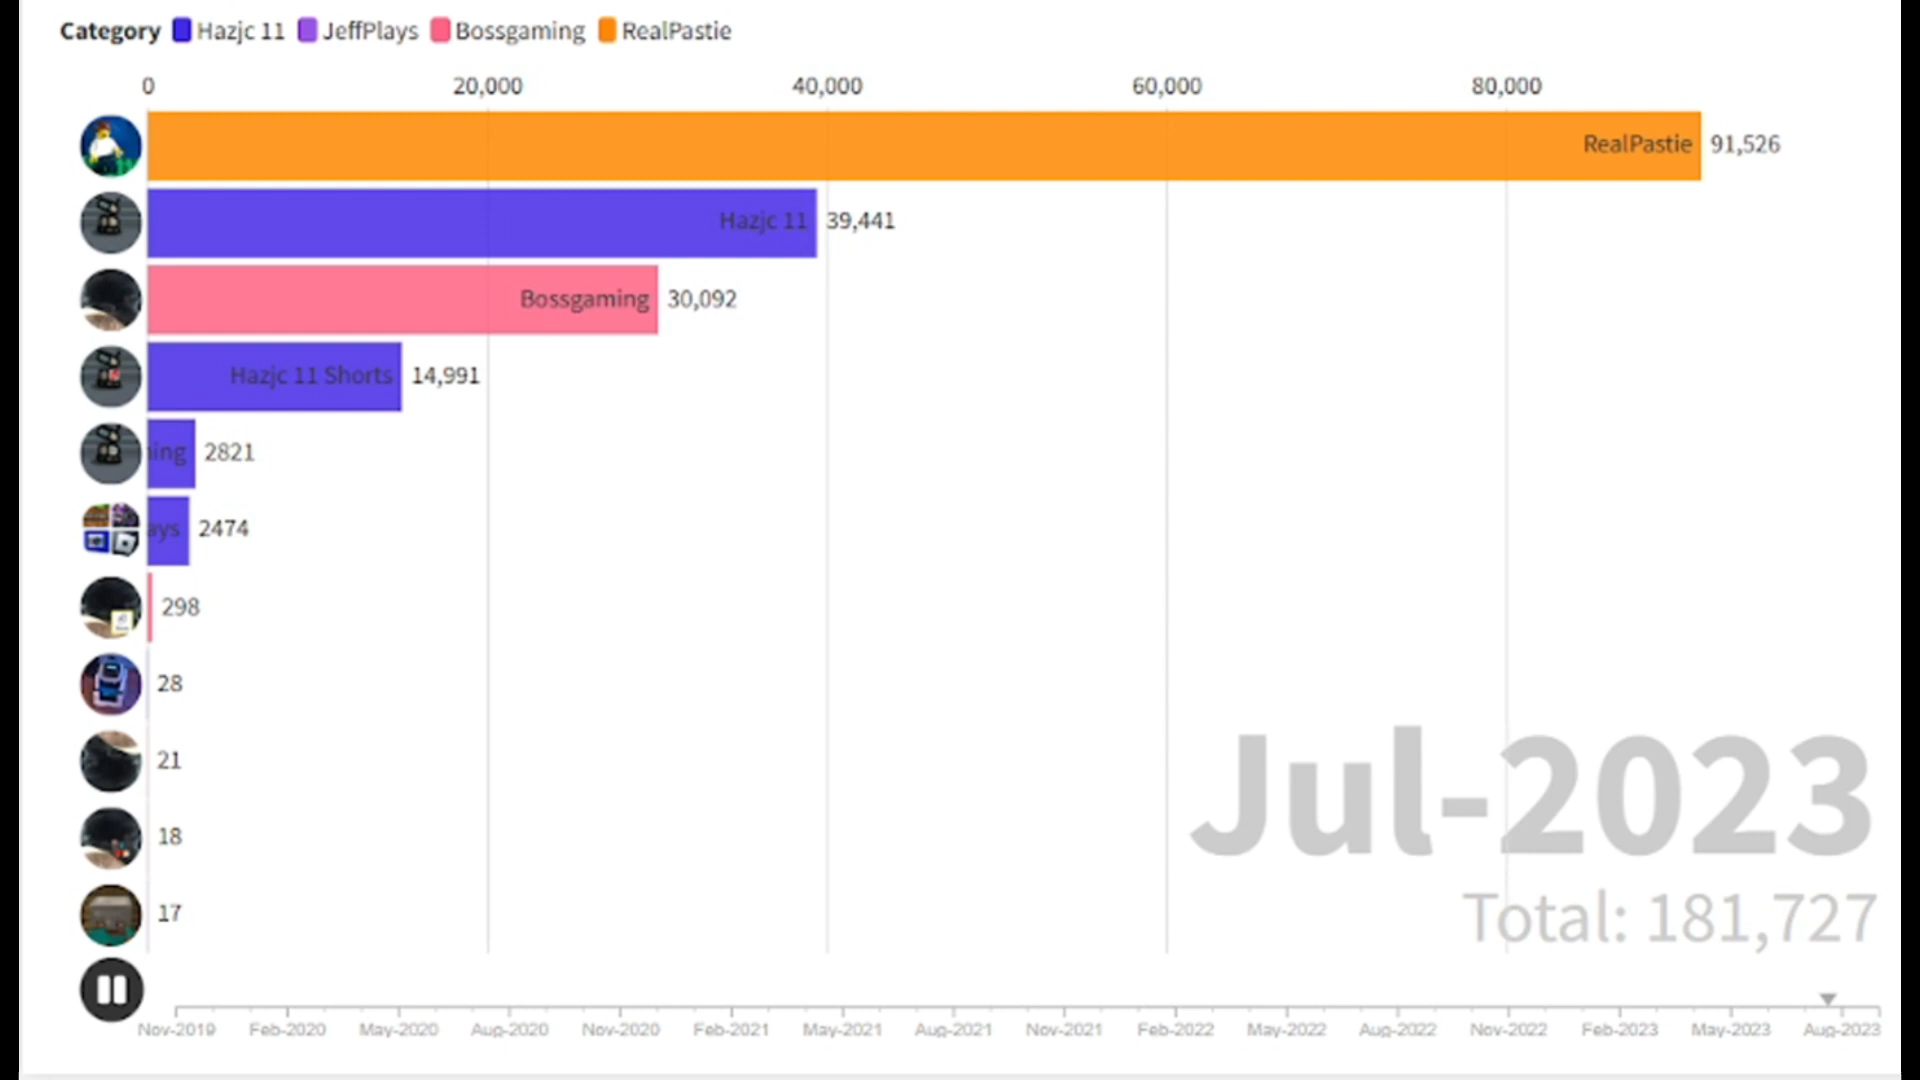 Category Hazjc 11 JeffPlays Bossgaming RealPastie
0 20,000 40,000 60,000 80,000
RealPastie 91,526
Hazjc 11 39,441
Bossgaming 30,092
Hazjc 11 Shorts 14,991
ing 2821
ays 2474
298
28
21
18
17
Jul-2023
Total: 181,727
Nov-2019 Feb-2020 May-2020 Aug-2020 Nov-2020 Feb-2021 May-2021 Aug-2021 Nov-2021 Feb-2022 May-2022 Aug-2022 Nov-2022 Feb-2023 May-2023 Aug-2023